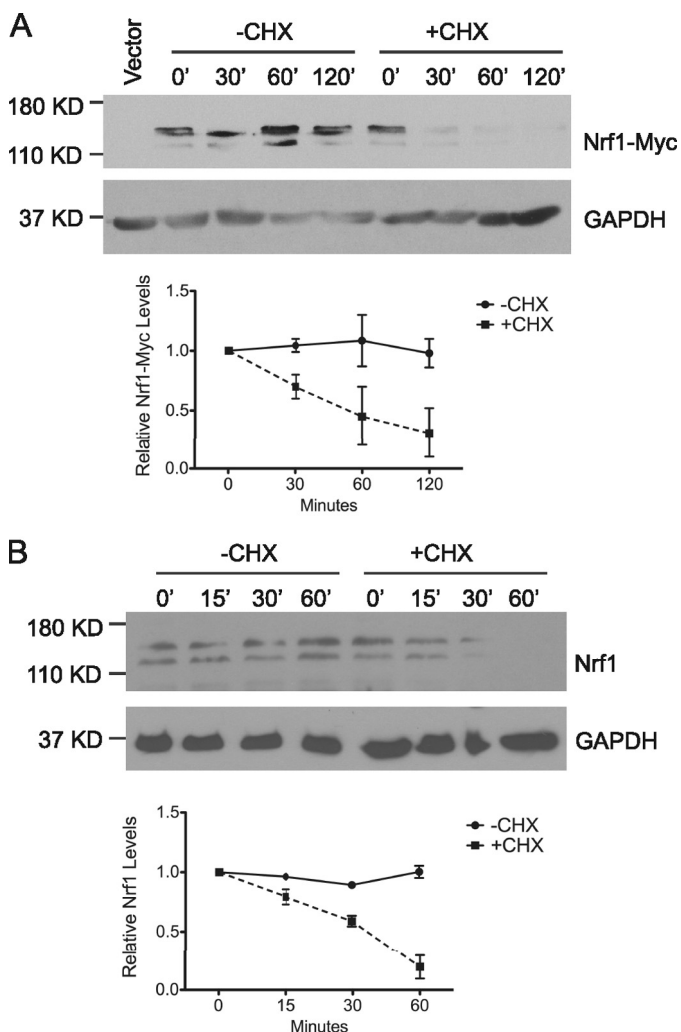 A
Vector
-CHX +CHX
0' 30' 60' 120' 0' 30' 60' 120'
180 KD
110 KD
Nrf1-Myc
37 KD
GAPDH
Relative Nrf1-Myc Levels
1.5
1.0
0.5
0.0
0 30 60 120
Minutes
-CHX
+CHX
B
-CHX +CHX
0' 15' 30' 60' 0' 15' 30' 60'
180 KD
110 KD
Nrf1
37 KD
GAPDH
Relative Nrf1 Levels
1.5
1.0
0.5
0.0
0 15 30 60
Minutes
-CHX
+CHX